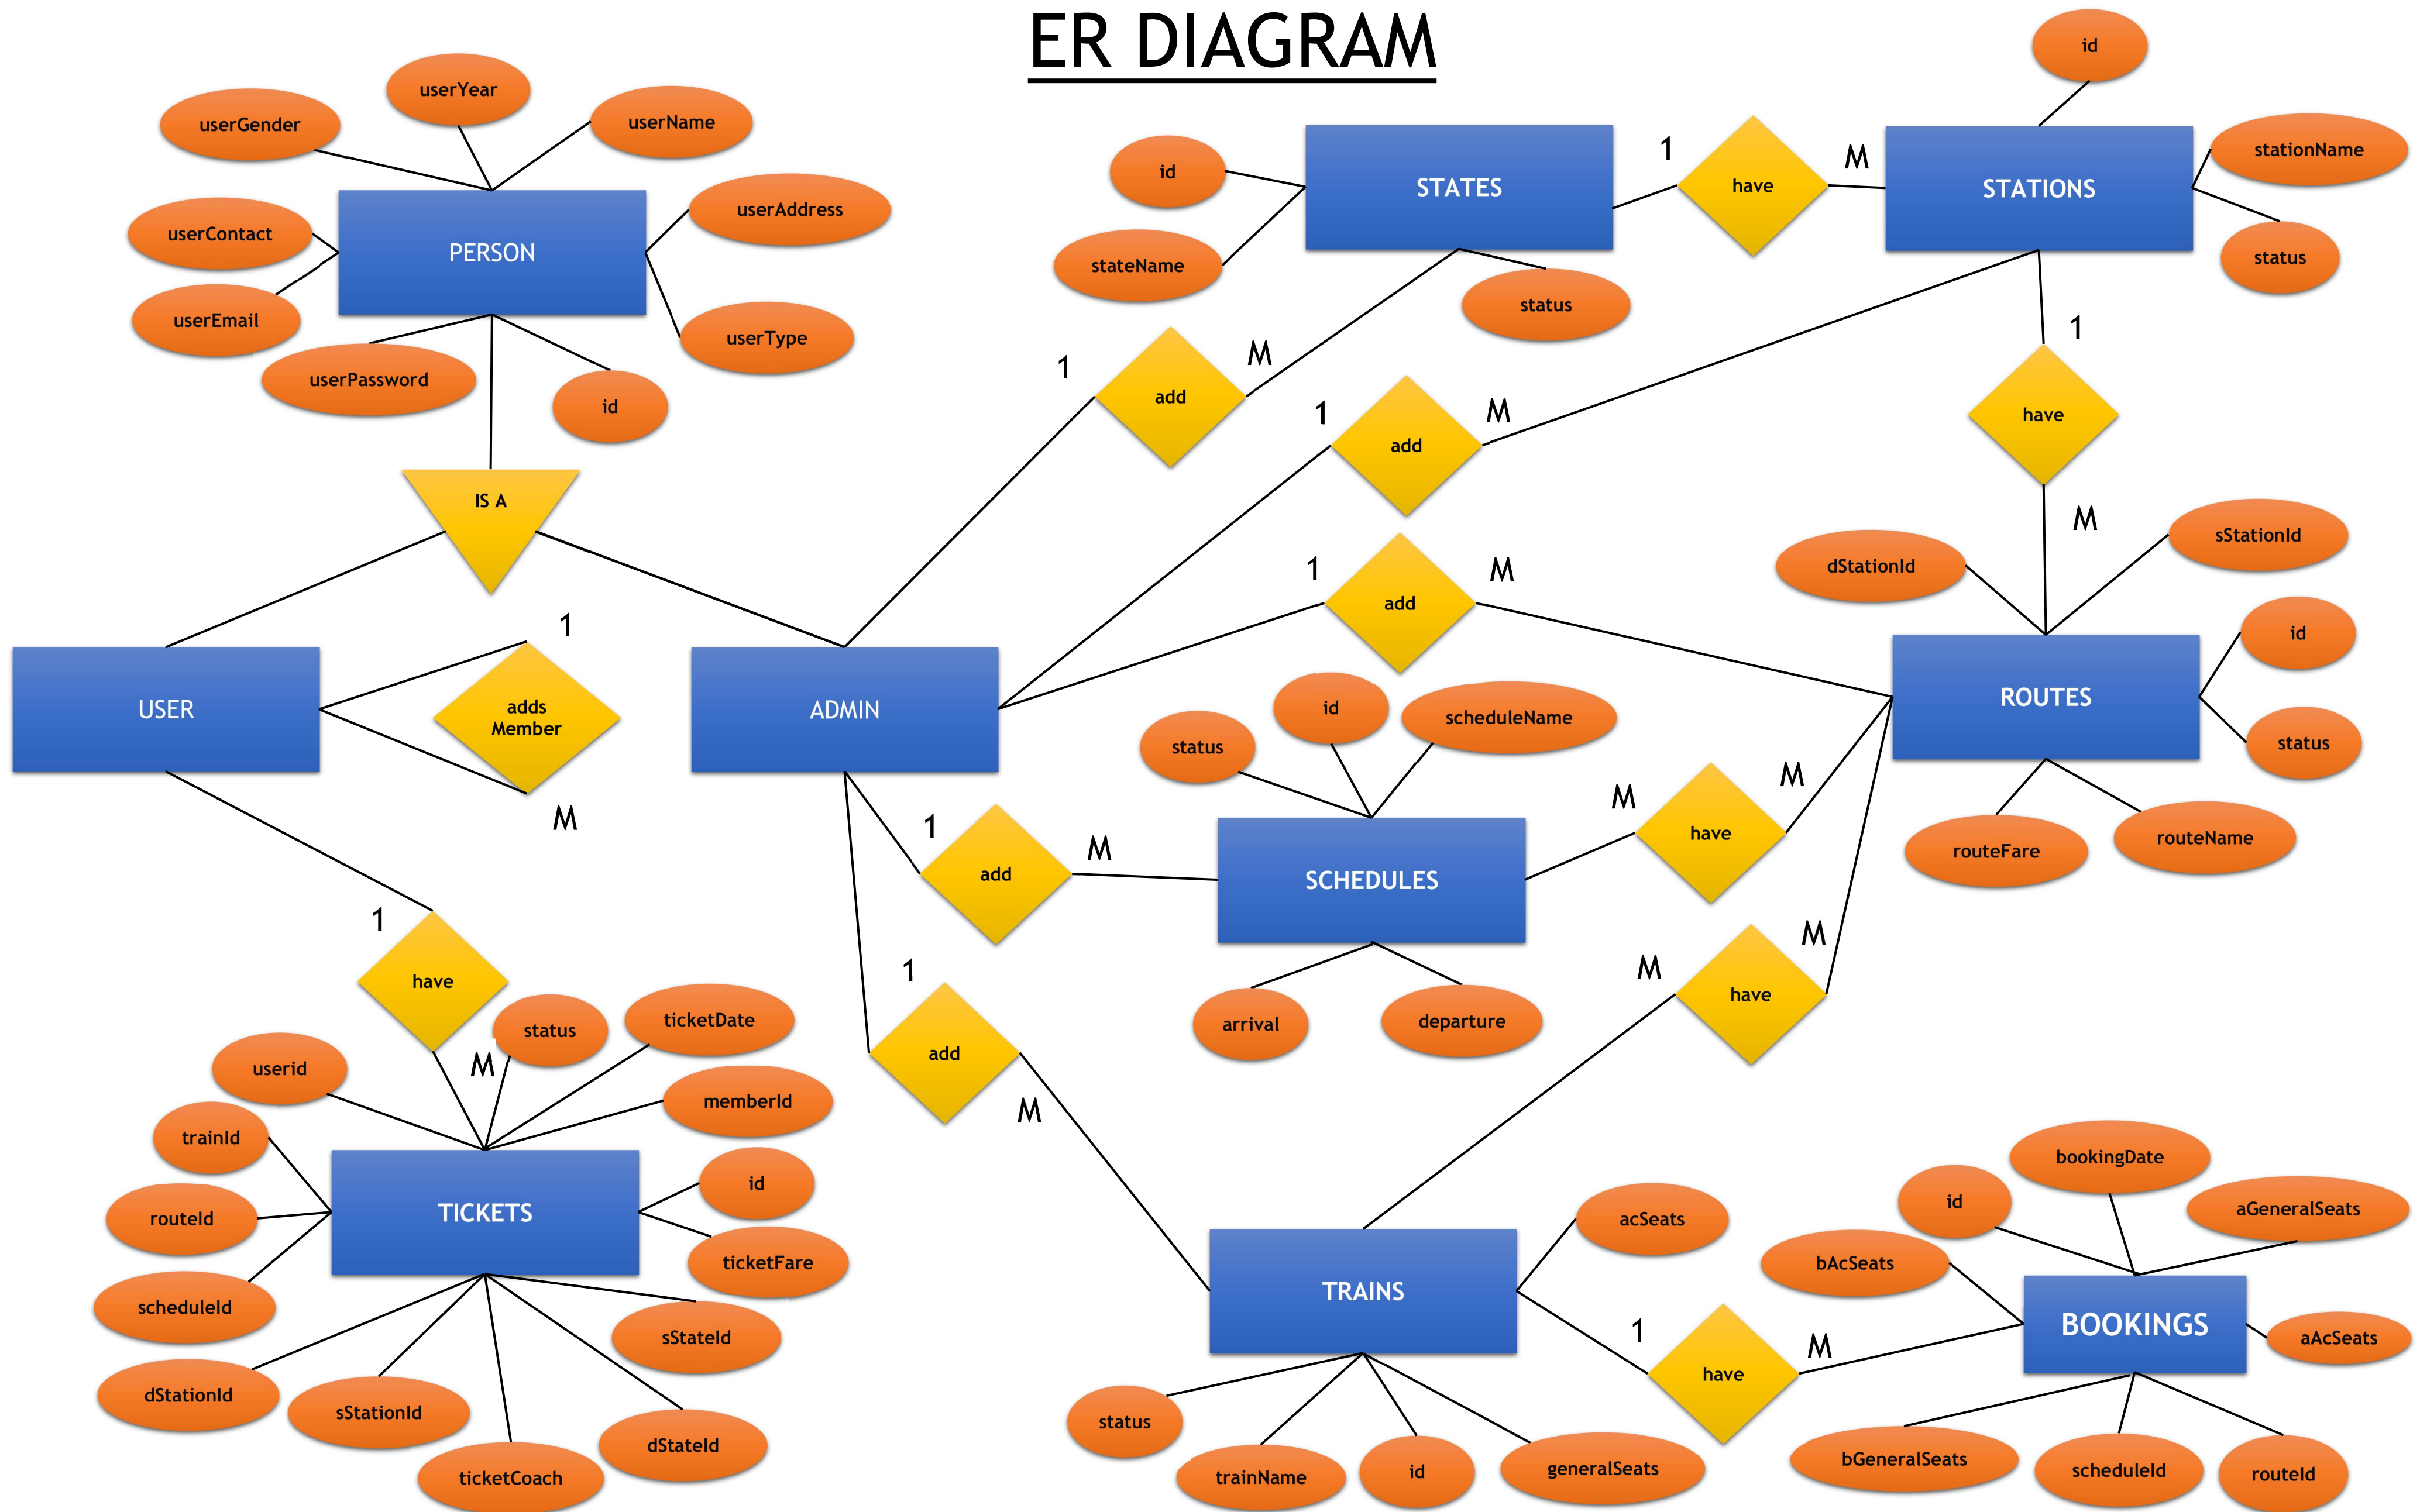 ER DIAGRAM
id
userYear
userName
userGender
stationName
1
M
id
STATES
have
STATIONS
userAddress
userContact
PERSON
stateName
status
status
userEmail
userType
1
userPassword
id
1
M
add
1
M
add
have
IS A
M
sStationId
dStationId
1
M
add
1
id
USER
adds
Member
ADMIN
ROUTES
status
id
scheduleName
status
M
M
M
routeFare
routeName
1
M
add
SCHEDULES
have
1
have
M
M
have
1
add
arrival
departure
status
ticketDate
M
userid
memberId
M
trainId
id
TICKETS
routeId
ticketFare
scheduleId
sStateId
dStationId
sStationId
dStateId
ticketCoach
bookingDate
id
aGeneralSeats
acSeats
bAcSeats
TRAINS
BOOKINGS
aAcSeats
1
M
have
status
trainName
id
generalSeats
bGeneralSeats
scheduleId
routeId